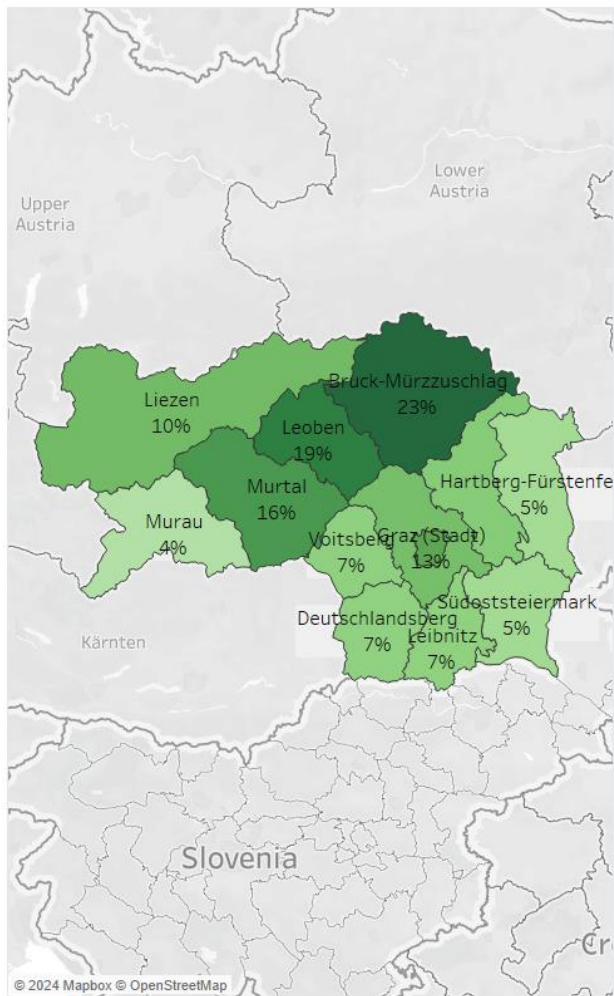 Upper
Austria
Lower
Austria
Bruck-Mürzzuschlag
23%
Liezen
10%
Leoben
19%
Murtal
16%
Hartberg-Fürstenfe
5%
Murau
4%
Voitsberg
7%
Graz (Stadt)
13%
Südoststeiermark
5%
Deutschlandsberg
7%
Leibnitz
7%
Kärnten
Slovenia
Cr
© 2024 Mapbox © OpenStreetMap